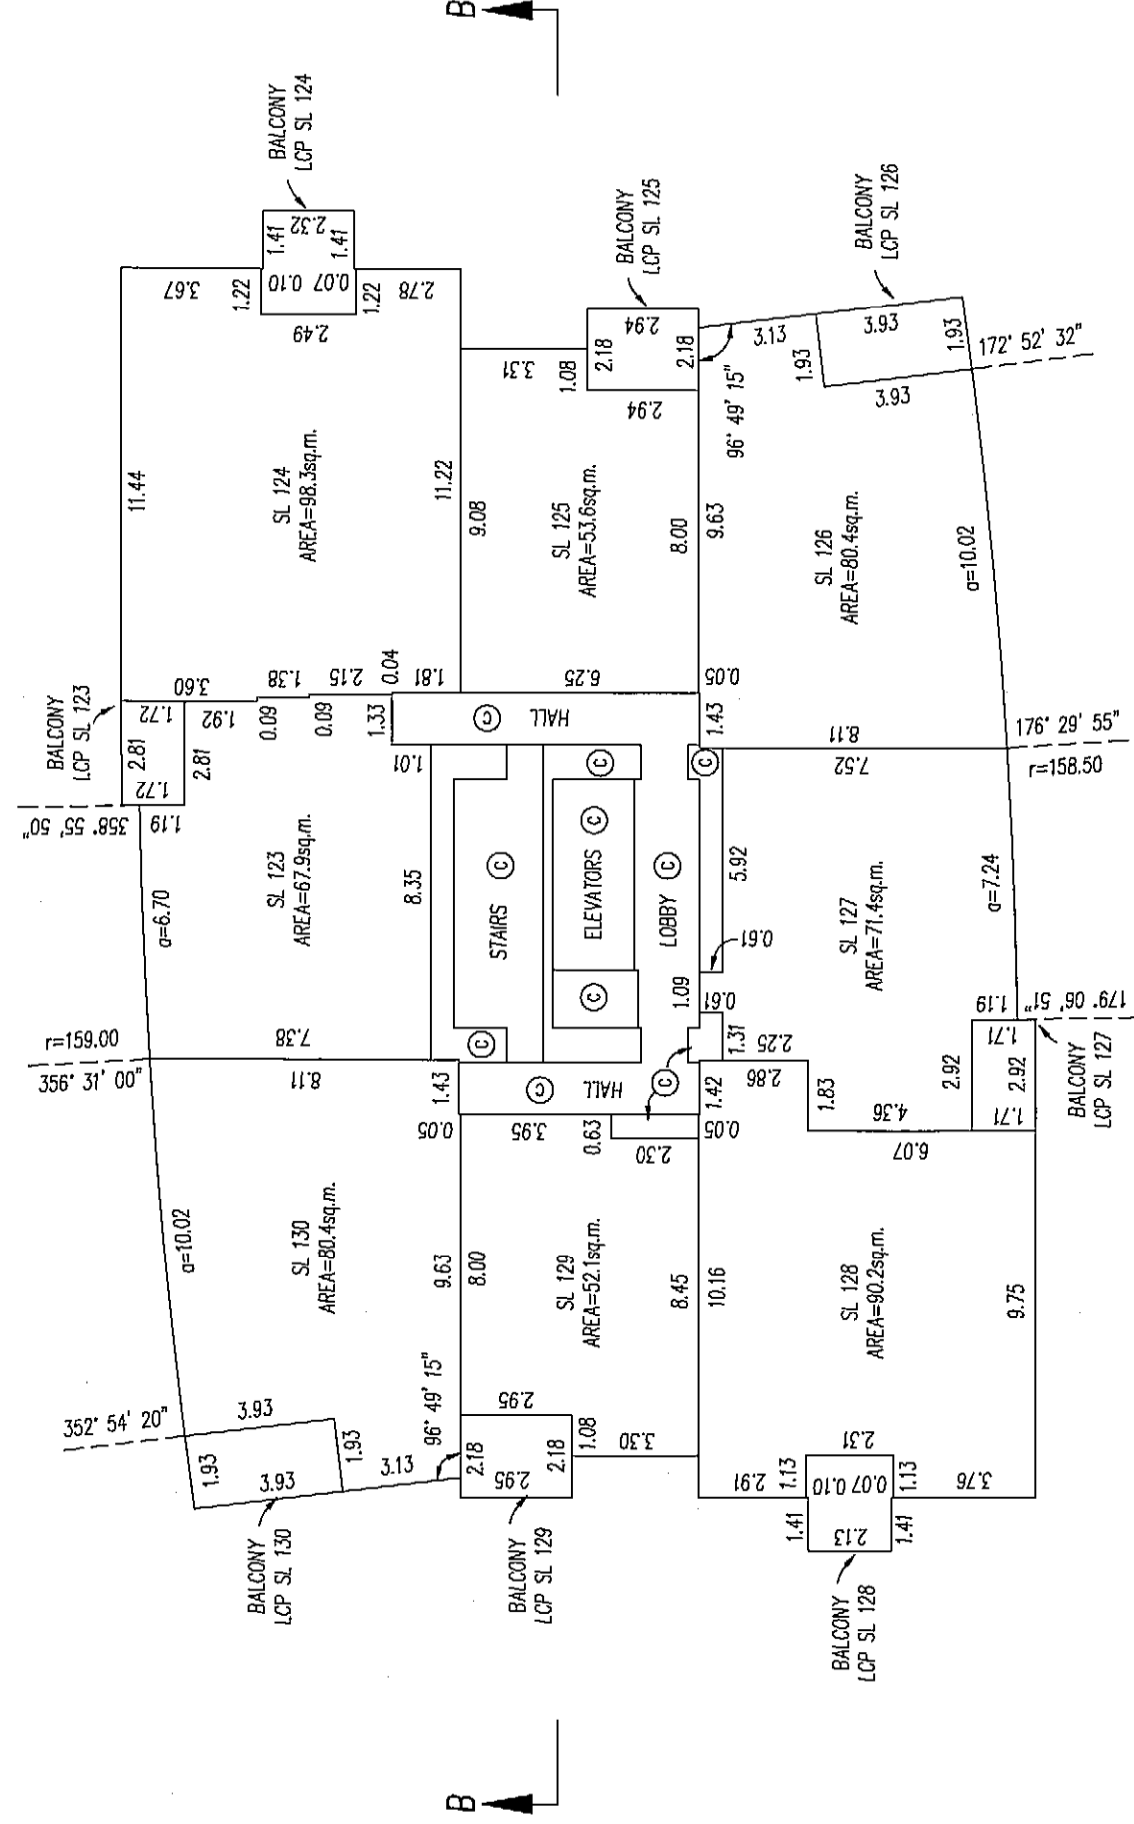 B
BALCONY
LCP SL 124
2.32
1.41
1.41
3.67
1.22
0.07 0.10
1.22
2.78
2.49
BALCONY
LCP SL 125
2.94
2.18
2.18
3.31
1.08
2.94
BALCONY
LCP SL 126
3.13
3.93
1.93
1.93
3.93
96° 49' 15"
172° 52' 32"
11.44
SL 124
AREA=98.3sq.m.
11.22
9.08
SL 125
AREA=53.6sq.m.
8.00
9.63
SL 126
AREA=80.4sq.m.
a=10.02
BALCONY
LCP SL 123
3.60
1.72
1.92
2.81
2.81
1.72
1.38
0.09
2.15
0.09
0.04
1.33
1.81
6.25
0.05
1.43
HALL
C
1.01
8.11
7.52
176° 29' 55"
r=158.50
358° 55' 50"
1.19
a=6.70
SL 123
AREA=67.9sq.m.
8.35
STAIRS C
ELEVATORS C
LOBBY C
C
C
C
C
5.92
0.61
0.61
1.09
1.31
SL 127
AREA=71.4sq.m.
a=7.24
1.19
179° 06' 51"
1.71
2.92
2.92
1.71
BALCONY
LCP SL 127
r=159.00
356° 31' 00"
7.38
8.11
1.43
0.05
3.95
HALL
C
C
0.63
2.30
1.42
0.05
2.25
2.86
1.83
4.36
6.07
a=10.02
SL 130
AREA=80.4sq.m.
9.63
8.00
SL 129
AREA=52.1sq.m.
8.45
10.16
SL 128
AREA=90.2sq.m.
9.75
352° 54' 20"
3.93
1.93
1.93
3.93
3.13
96° 49' 15"
BALCONY
LCP SL 130
2.95
2.18
2.18
2.95
1.08
3.30
BALCONY
LCP SL 129
2.31
2.91
1.13
0.07 0.10
1.13
3.76
1.41
1.41
2.13
BALCONY
LCP SL 128
B